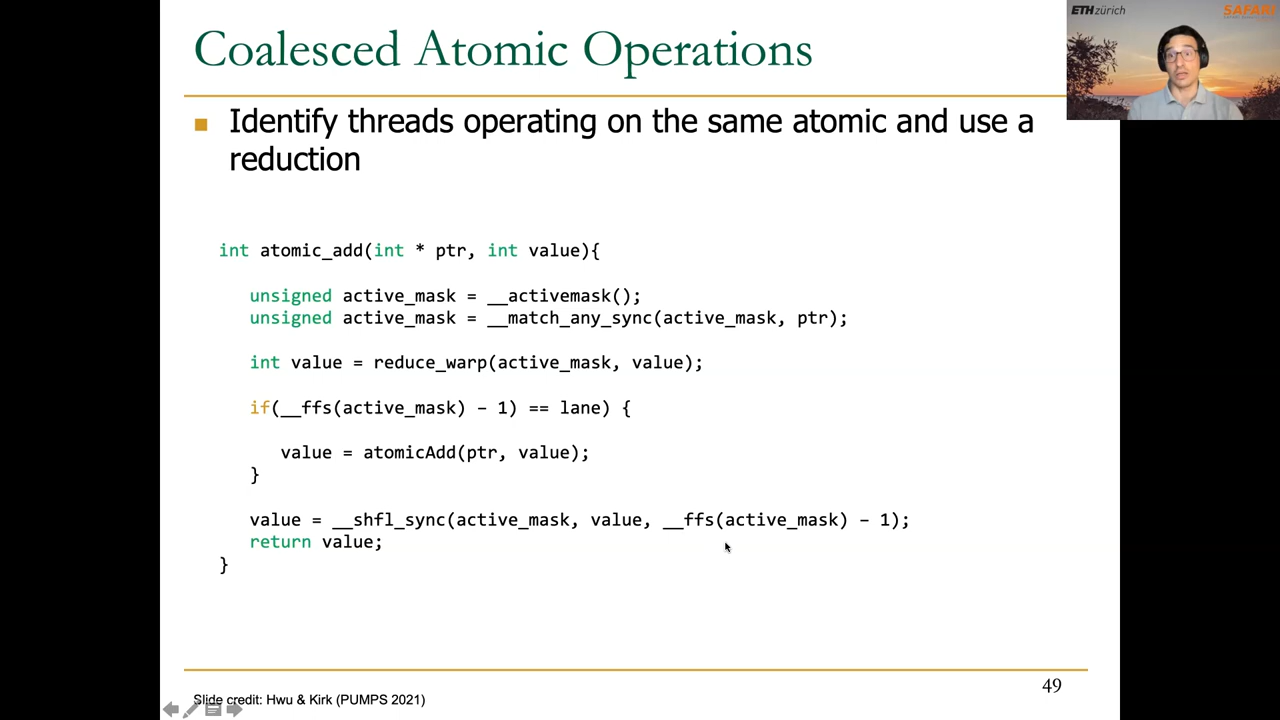 Coalesced Atomic Operations
ETHzürich
SAFARI
Identify threads operating on the same atomic and use a
reduction
int atomic_add(int * ptr, int value){
unsigned active_mask = __activemask();
unsigned active_mask = __match_any_sync(active_mask, ptr);
int value = reduce_warp(active_mask, value);
if(__ffs(active_mask) – 1) == lane) {
value = atomicAdd(ptr, value);
}
value = __shfl_sync(active_mask, value, __ffs(active_mask) – 1);
return value;
}
49
Slide credit: Hwu & Kirk (PUMPS 2021)